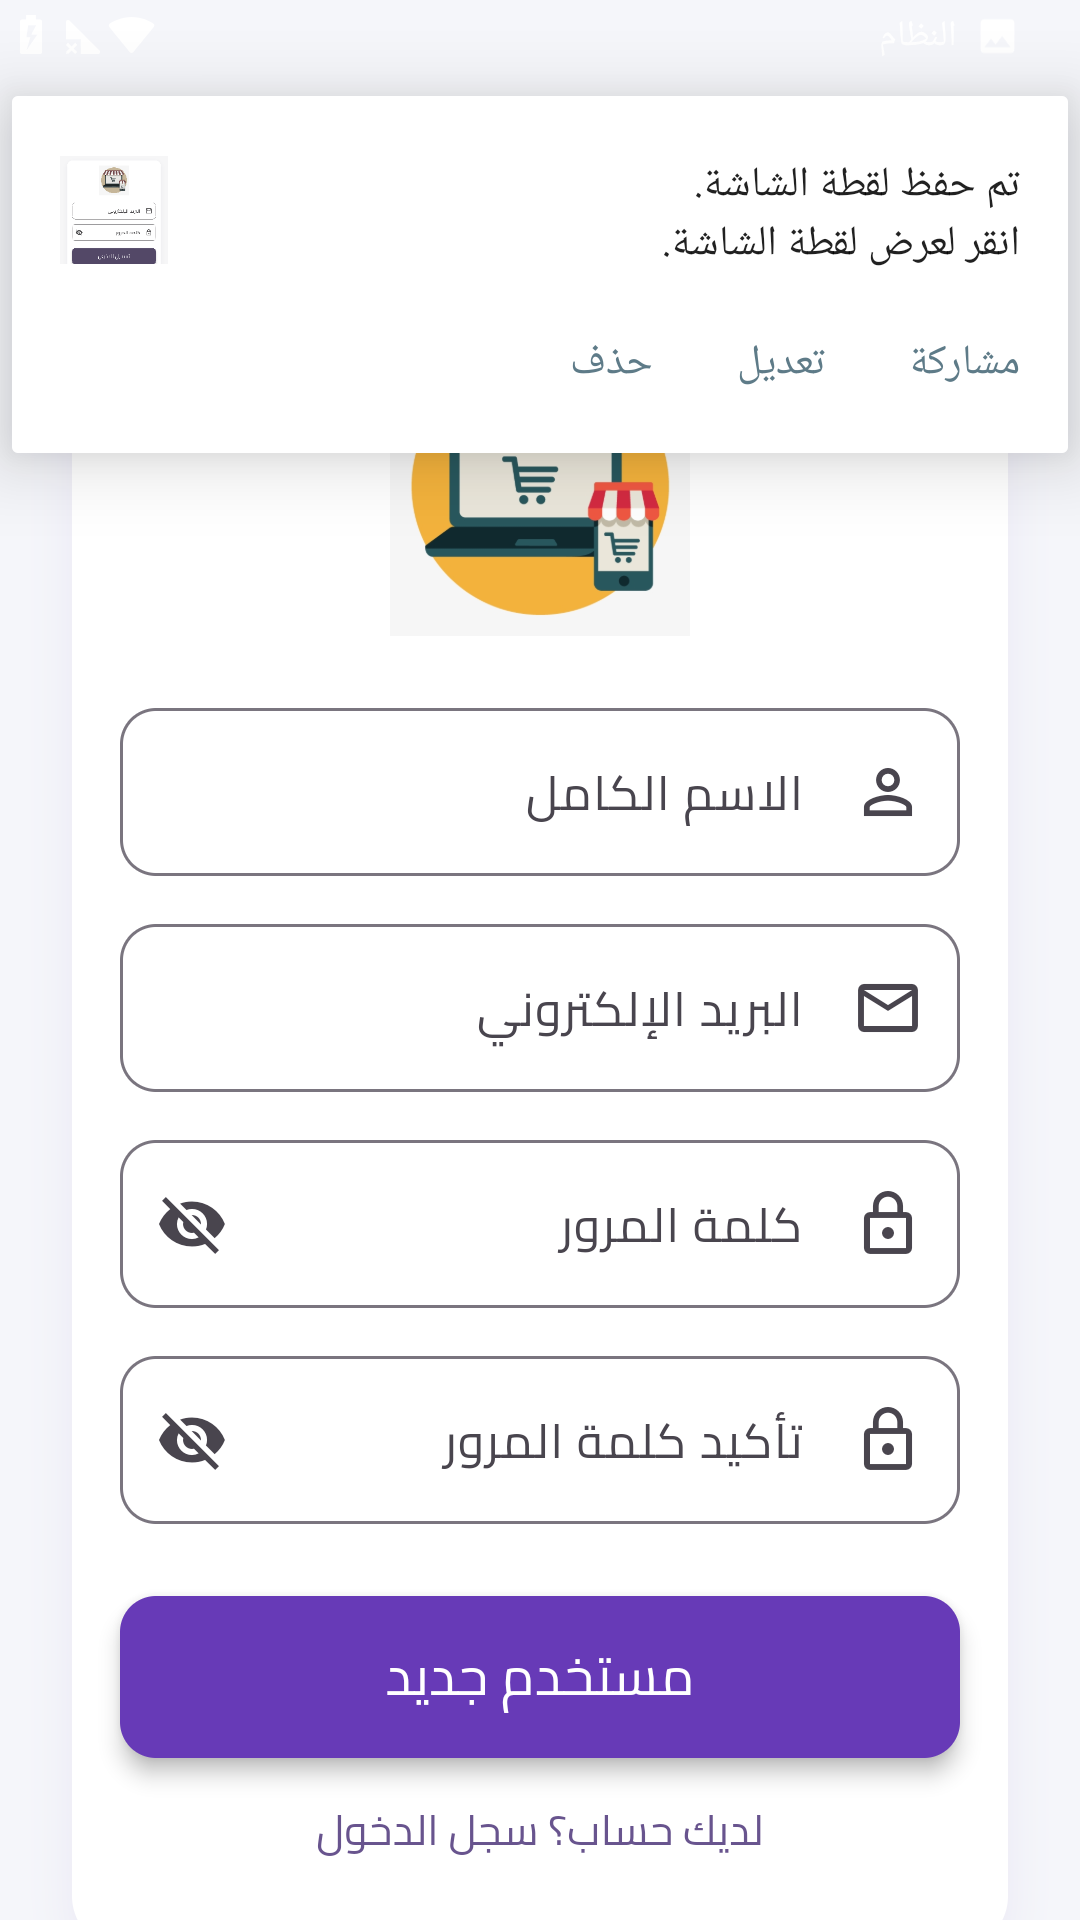 النظام
تم حفظ لقطة الشاشة.
انقر لعرض لقطة الشاشة.
مشاركة تعديل حذف
الاسم الكامل
البريد الإلكتروني
كلمة المرور
تأكيد كلمة المرور
مستخدم جديد
لديك حساب؟ سجل الدخول